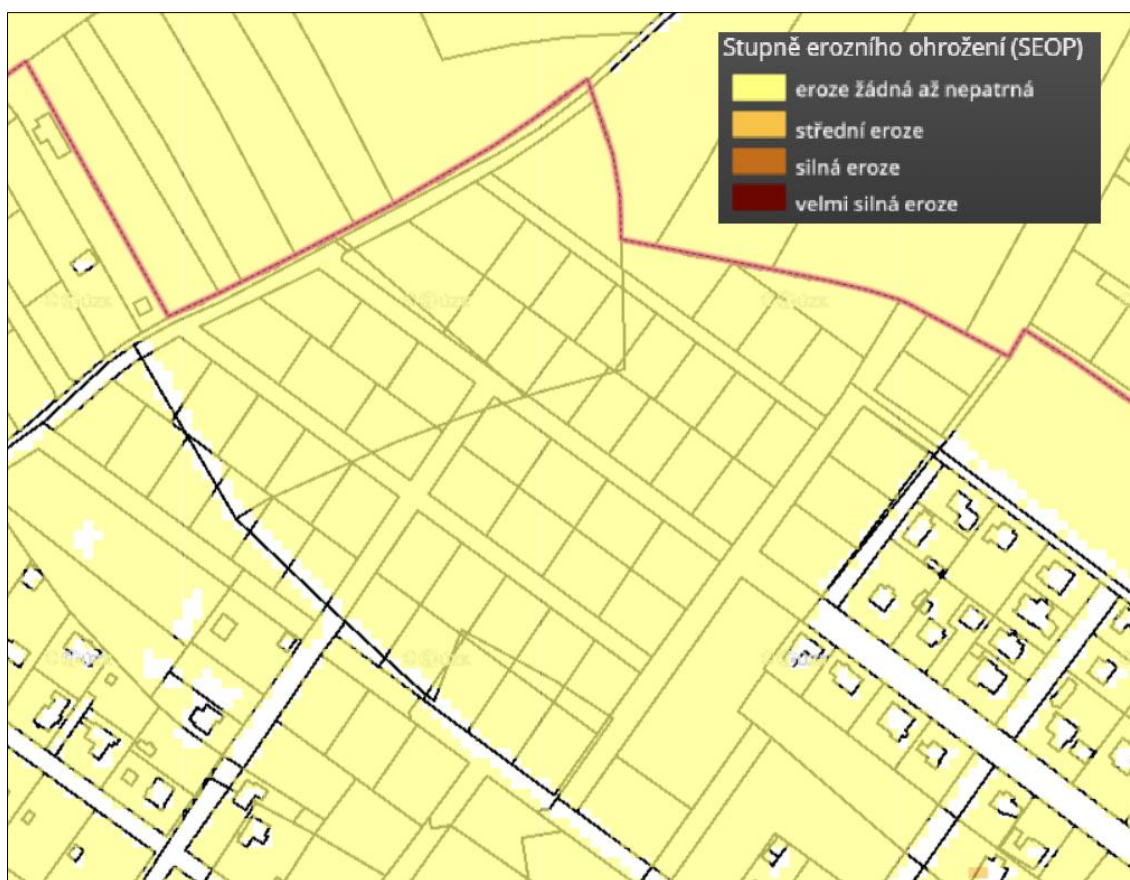 Stupně erozního ohrožení (SEOP)
eroze žádná až nepatrná
střední eroze
silná eroze
velmi silná eroze